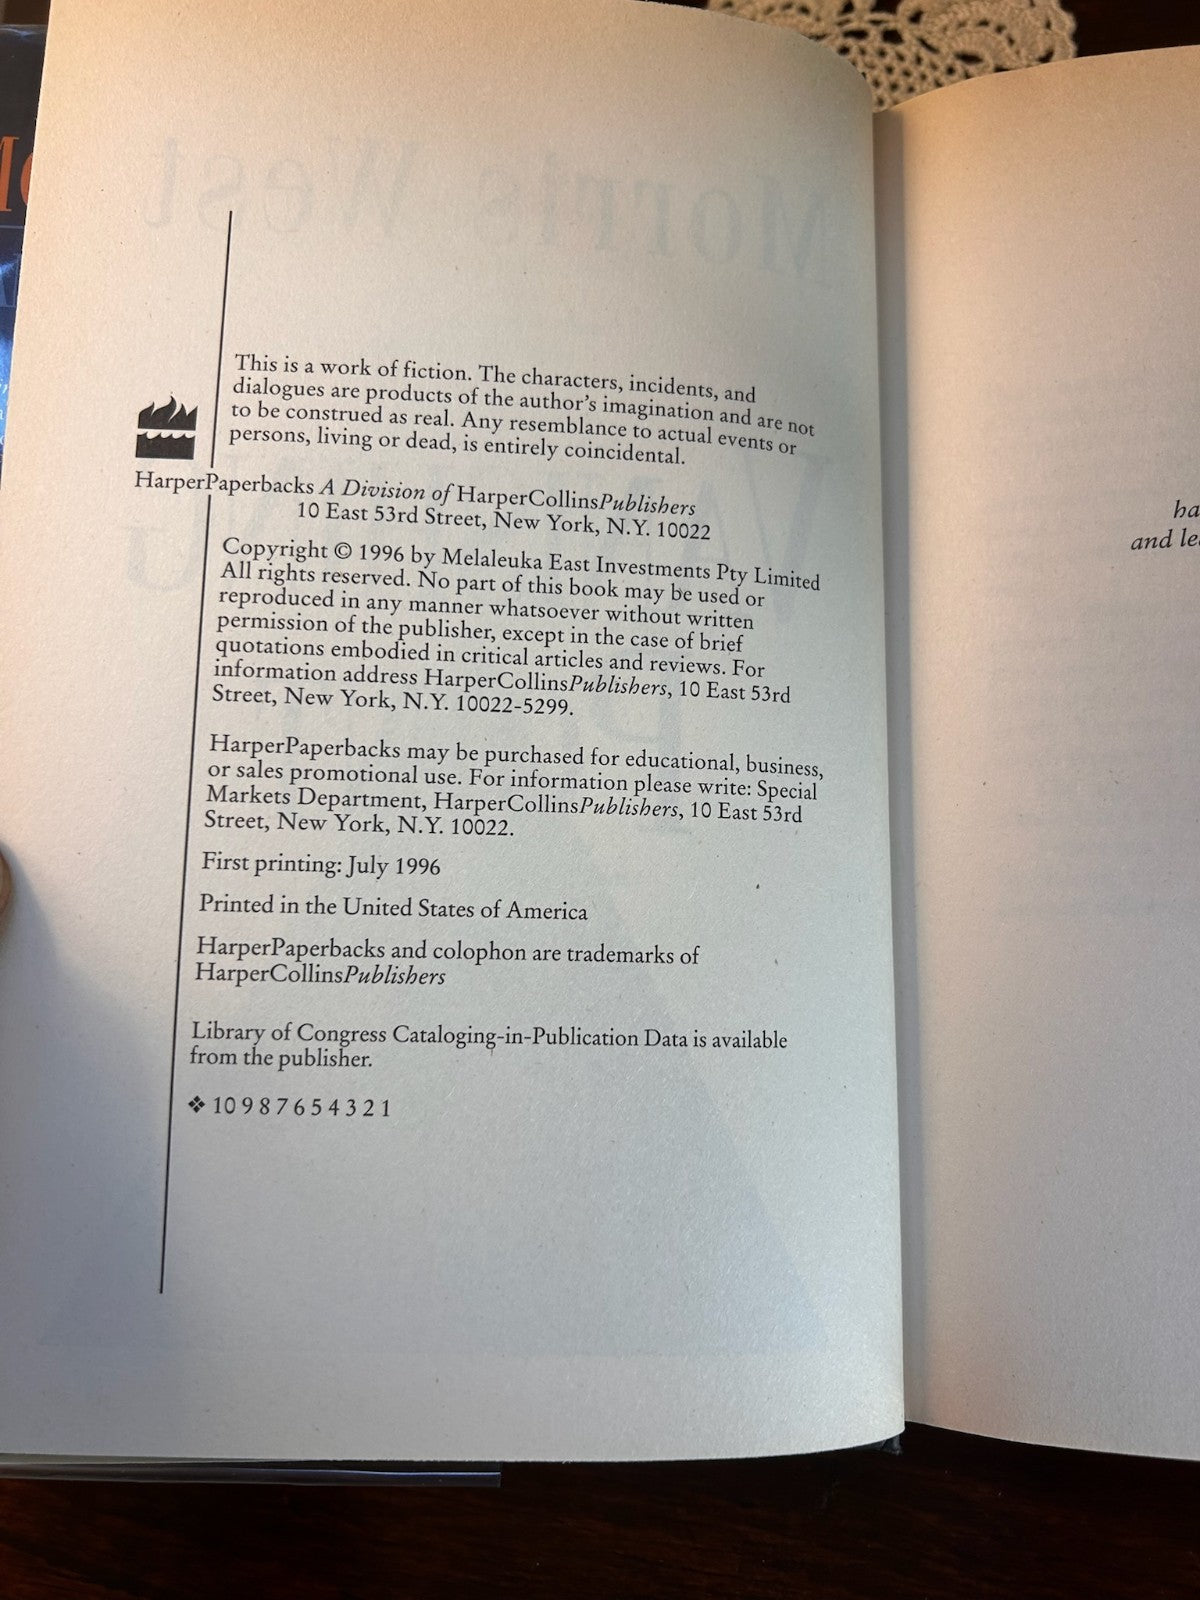 Morris West
This is a work of fiction. The characters, incidents, and
dialogues are products of the author's imagination and are not
to be construed as real. Any resemblance to actual events or
persons, living or dead, is entirely coincidental.
HarperPaperbacks A Division of HarperCollinsPublishers
10 East 53rd Street, New York, N.Y. 10022
Copyright © 1996 by Melaleuka East Investments Pty Limited
All rights reserved. No part of this book may be used or
reproduced in any manner whatsoever without written
permission of the publisher, except in the case of brief
quotations embodied in critical articles and reviews. For
information address HarperCollinsPublishers, 10 East 53rd
Street, New York, N.Y. 10022-5299.
HarperPaperbacks may be purchased for educational, business,
or sales promotional use. For information please write: Special
Markets Department, HarperCollinsPublishers, 10 East 53rd
Street, New York, N.Y. 10022.
First printing: July 1996
Printed in the United States of America
HarperPaperbacks and colophon are trademarks of
HarperCollinsPublishers
Library of Congress Cataloging-in-Publication Data is available
from the publisher.
❖ 10 9 8 7 6 5 4 3 2 1
ha
and le